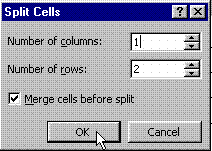 Split Cells ? ×
Number of columns: 1
Number of rows: 2
Merge cells before split
OK Cancel